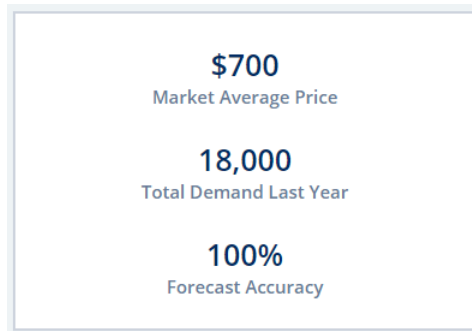 $700
Market Average Price
18,000
Total Demand Last Year
100%
Forecast Accuracy